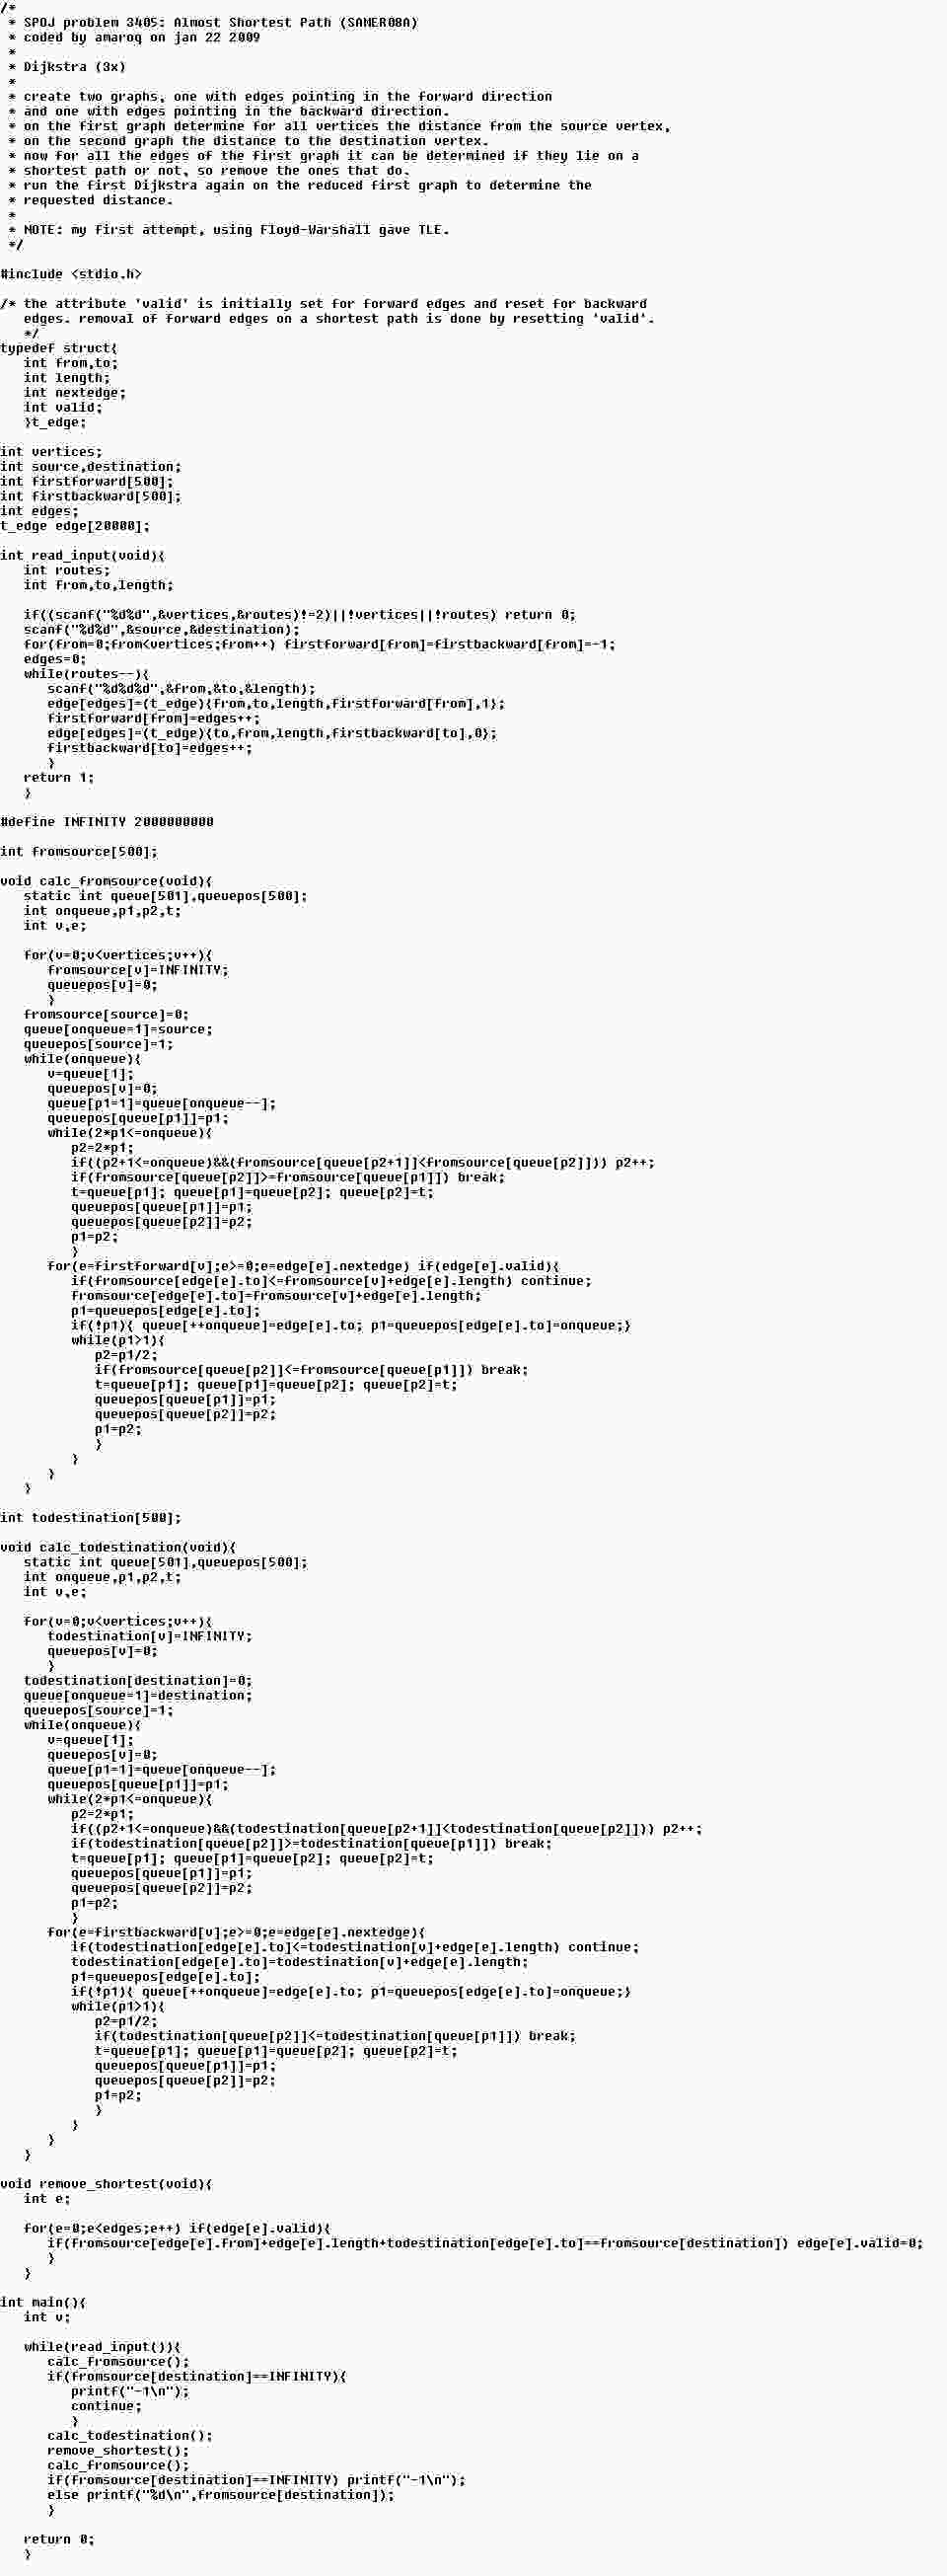 /*
 * SPOJ problem 3405: Almost Shortest Path (SAMER08A)
 * coded by amaroq on jan 22 2009
 *
 * Dijkstra (3x)
 *
 * create two graphs, one with edges pointing in the forward direction
 * and one with edges pointing in the backward direction.
 * on the first graph determine for all vertices the distance from the source vertex,
 * on the second graph the distance to the destination vertex.
 * now for all the edges of the first graph it can be determined if they lie on a
 * shortest path or not, so remove the ones that do.
 * run the first Dijkstra again on the reduced first graph to determine the
 * requested distance.
 *
 * NOTE: my first attempt, using Floyd-Warshall gave TLE.
 */

#include <stdio.h>

/* the attribute 'valid' is initially set for forward edges and reset for backward
   edges. removal of forward edges on a shortest path is done by resetting 'valid'.
   */
typedef struct{
   int from,to;
   int length;
   int nextedge;
   int valid;
   }t_edge;

int vertices;
int source,destination;
int firstforward[500];
int firstbackward[500];
int edges;
t_edge edge[20000];

int read_input(void){
   int routes;
   int from,to,length;

   if((scanf("%d%d",&vertices,&routes)!=2)||!vertices||!routes) return 0;
   scanf("%d%d",&source,&destination);
   for(from=0;from<vertices;from++) firstforward[from]=firstbackward[from]=-1;
   edges=0;
   while(routes--){
      scanf("%d%d%d",&from,&to,&length);
      edge[edges]=(t_edge){from,to,length,firstforward[from],1};
      firstforward[from]=edges++;
      edge[edges]=(t_edge){to,from,length,firstbackward[to],0};
      firstbackward[to]=edges++;
      }
   return 1;
   }

#define INFINITY 2000000000

int fromsource[500];

void calc_fromsource(void){
   static int queue[501],queuepos[500];
   int onqueue,p1,p2,t;
   int v,e;

   for(v=0;v<vertices;v++){
      fromsource[v]=INFINITY;
      queuepos[v]=0;
      }
   fromsource[source]=0;
   queue[onqueue=1]=source;
   queuepos[source]=1;
   while(onqueue){
      v=queue[1];
      queuepos[v]=0;
      queue[p1=1]=queue[onqueue--];
      queuepos[queue[p1]]=p1;
      while(2*p1<=onqueue){
         p2=2*p1;
         if((p2+1<=onqueue)&&(fromsource[queue[p2+1]]<fromsource[queue[p2]])) p2++;
         if(fromsource[queue[p2]]>=fromsource[queue[p1]]) break;
         t=queue[p1]; queue[p1]=queue[p2]; queue[p2]=t;
         queuepos[queue[p1]]=p1;
         queuepos[queue[p2]]=p2;
         p1=p2;
         }
      for(e=firstforward[v];e>=0;e=edge[e].nextedge) if(edge[e].valid){
         if(fromsource[edge[e].to]<=fromsource[v]+edge[e].length) continue;
         fromsource[edge[e].to]=fromsource[v]+edge[e].length;
         p1=queuepos[edge[e].to];
         if(!p1){ queue[++onqueue]=edge[e].to; p1=queuepos[edge[e].to]=onqueue;}
         while(p1>1){
            p2=p1/2;
            if(fromsource[queue[p2]]<=fromsource[queue[p1]]) break;
            t=queue[p1]; queue[p1]=queue[p2]; queue[p2]=t;
            queuepos[queue[p1]]=p1;
            queuepos[queue[p2]]=p2;
            p1=p2;
            }
         }
      }
   }

int todestination[500];

void calc_todestination(void){
   static int queue[501],queuepos[500];
   int onqueue,p1,p2,t;
   int v,e;

   for(v=0;v<vertices;v++){
      todestination[v]=INFINITY;
      queuepos[v]=0;
      }
   todestination[destination]=0;
   queue[onqueue=1]=destination;
   queuepos[source]=1;
   while(onqueue){
      v=queue[1];
      queuepos[v]=0;
      queue[p1=1]=queue[onqueue--];
      queuepos[queue[p1]]=p1;
      while(2*p1<=onqueue){
         p2=2*p1;
         if((p2+1<=onqueue)&&(todestination[queue[p2+1]]<todestination[queue[p2]])) p2++;
         if(todestination[queue[p2]]>=todestination[queue[p1]]) break;
         t=queue[p1]; queue[p1]=queue[p2]; queue[p2]=t;
         queuepos[queue[p1]]=p1;
         queuepos[queue[p2]]=p2;
         p1=p2;
         }
      for(e=firstbackward[v];e>=0;e=edge[e].nextedge){
         if(todestination[edge[e].to]<=todestination[v]+edge[e].length) continue;
         todestination[edge[e].to]=todestination[v]+edge[e].length;
         p1=queuepos[edge[e].to];
         if(!p1){ queue[++onqueue]=edge[e].to; p1=queuepos[edge[e].to]=onqueue;}
         while(p1>1){
            p2=p1/2;
            if(todestination[queue[p2]]<=todestination[queue[p1]]) break;
            t=queue[p1]; queue[p1]=queue[p2]; queue[p2]=t;
            queuepos[queue[p1]]=p1;
            queuepos[queue[p2]]=p2;
            p1=p2;
            }
         }
      }
   }

void remove_shortest(void){
   int e;

   for(e=0;e<edges;e++) if(edge[e].valid){
      if(fromsource[edge[e].from]+edge[e].length+todestination[edge[e].to]==fromsource[destination]) edge[e].valid=0;
      }
   }

int main(){
   int v;

   while(read_input()){
      calc_fromsource();
      if(fromsource[destination]==INFINITY){
         printf("-1\n");
         continue;
         }
      calc_todestination();
      remove_shortest();
      calc_fromsource();
      if(fromsource[destination]==INFINITY) printf("-1\n");
      else printf("%d\n",fromsource[destination]);
      }

   return 0;
   }